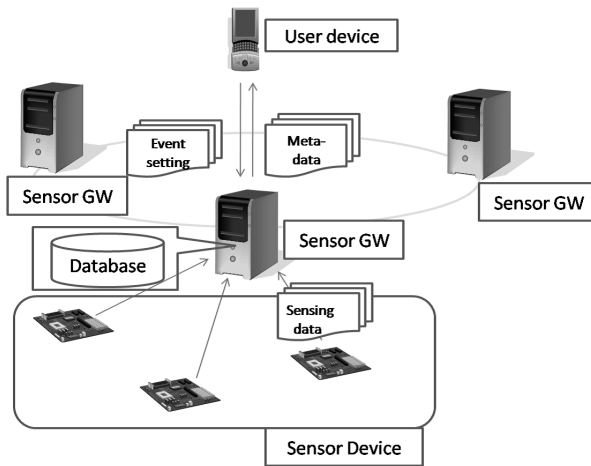 User device
Event
setting
Meta-
data
Sensor GW
Sensor GW
Sensor GW
Database
Sensing
data
Sensor Device